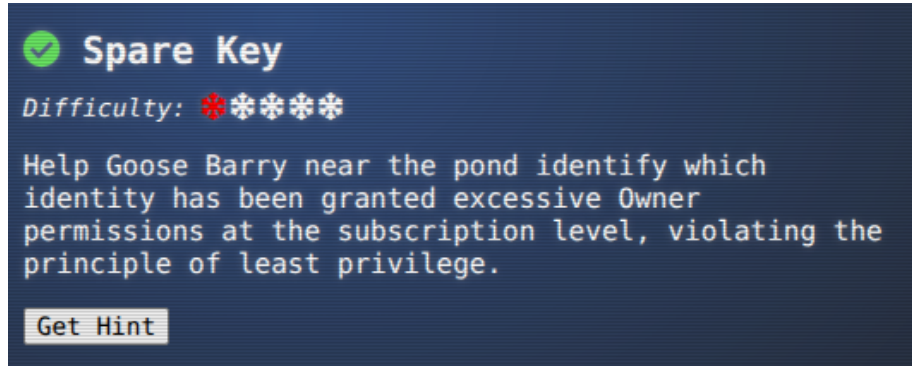 Spare Key
Difficulty:
Help Goose Barry near the pond identify which
identity has been granted excessive Owner
permissions at the subscription level, violating the
principle of least privilege.
Get Hint